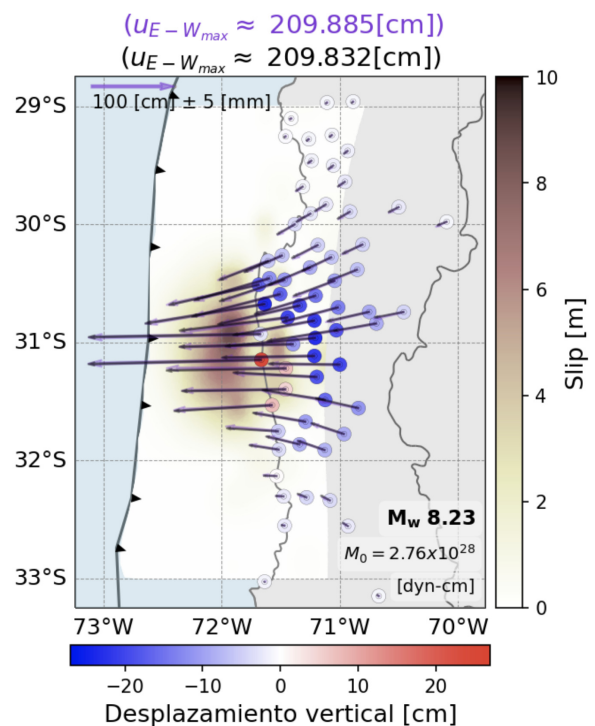 (u_{E-W_{max}} ≈ 209.885[cm])
(u_{E-W_{max}} ≈ 209.832[cm])
100 [cm] ± 5 [mm]
29°S
30°S
31°S
32°S
33°S
73°W 72°W 71°W 70°W
M_w 8.23
M_0 = 2.76x10^{28}
[dyn-cm]
10
8
6
4
2
0
Slip [m]
−20 −10 0 10 20
Desplazamiento vertical [cm]